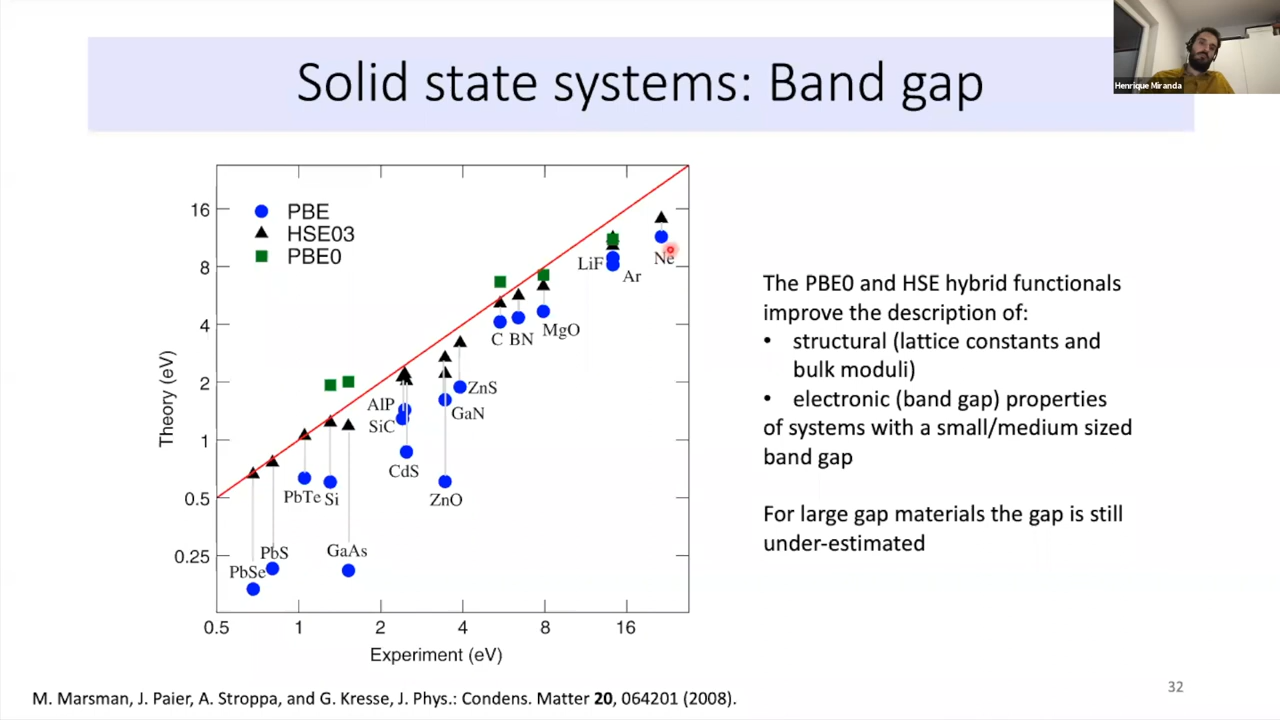 Henrique Miranda
Solid state systems: Band gap
PBE
HSE03
PBE0
16
8
4
2
1
0.5
0.25
Theory (eV)
LiF
Ar
Ne
C BN
MgO
ZnS
AlP
GaN
SiC
CdS
ZnO
PbTe
Si
GaAs
PbS
PbSe
0.5
1
2
4
8
16
Experiment (eV)
The PBE0 and HSE hybrid functionals
improve the description of:
• structural (lattice constants and
bulk moduli)
• electronic (band gap) properties
of systems with a small/medium sized
band gap
For large gap materials the gap is still
under-estimated
32
M. Marsman, J. Paier, A. Stroppa, and G. Kresse, J. Phys.: Condens. Matter 20, 064201 (2008).